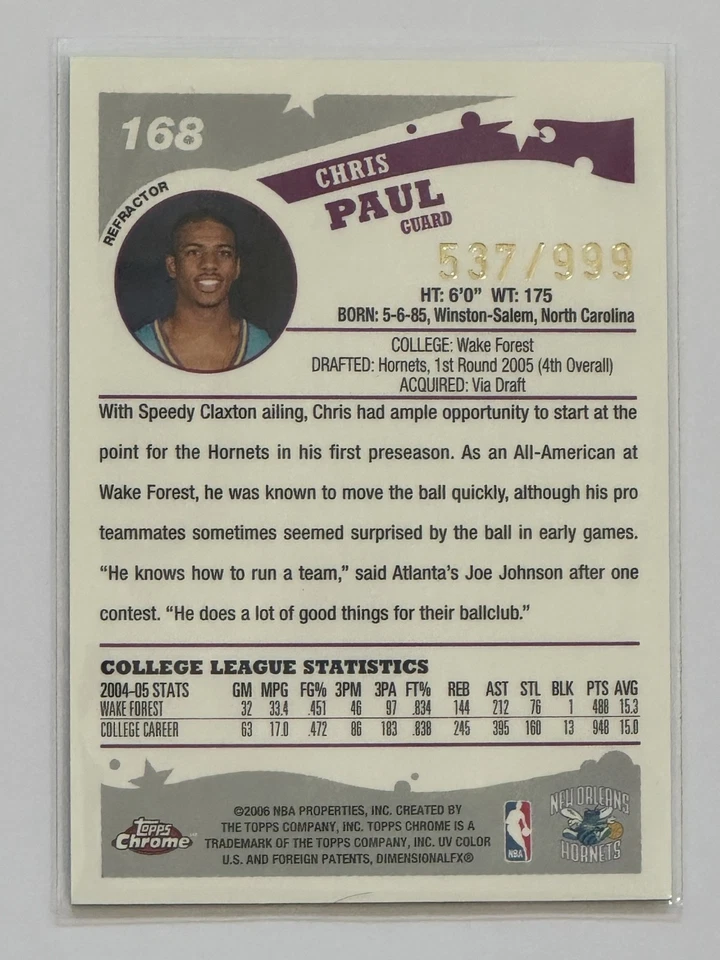 168
REFRACTOR
CHRIS
PAUL
GUARD
537/999
HT: 6'0" WT: 175
BORN: 5-6-85, Winston-Salem, North Carolina
COLLEGE: Wake Forest
DRAFTED: Hornets, 1st Round 2005 (4th Overall)
ACQUIRED: Via Draft
With Speedy Claxton ailing, Chris had ample opportunity to start at the
point for the Hornets in his first preseason. As an All-American at
Wake Forest, he was known to move the ball quickly, although his pro
teammates sometimes seemed surprised by the ball in early games.
“He knows how to run a team,” said Atlanta's Joe Johnson after one
contest. “He does a lot of good things for their ballclub.”
COLLEGE LEAGUE STATISTICS
2004-05 STATS GM MPG FG% 3PM 3PA FT% REB AST STL BLK PTS AVG
WAKE FOREST 32 33.4 .451 46 97 .834 144 212 76 1 488 15.3
COLLEGE CAREER 63 17.0 .472 86 183 .838 245 395 160 13 948 15.0
Topps
Chrome
©2006 NBA PROPERTIES, INC. CREATED BY
THE TOPPS COMPANY, INC. TOPPS CHROME IS A
TRADEMARK OF THE TOPPS COMPANY, INC. UV COLOR
U.S. AND FOREIGN PATENTS, DIMENSIONALFX®
NBA
NEW ORLEANS
HORNETS